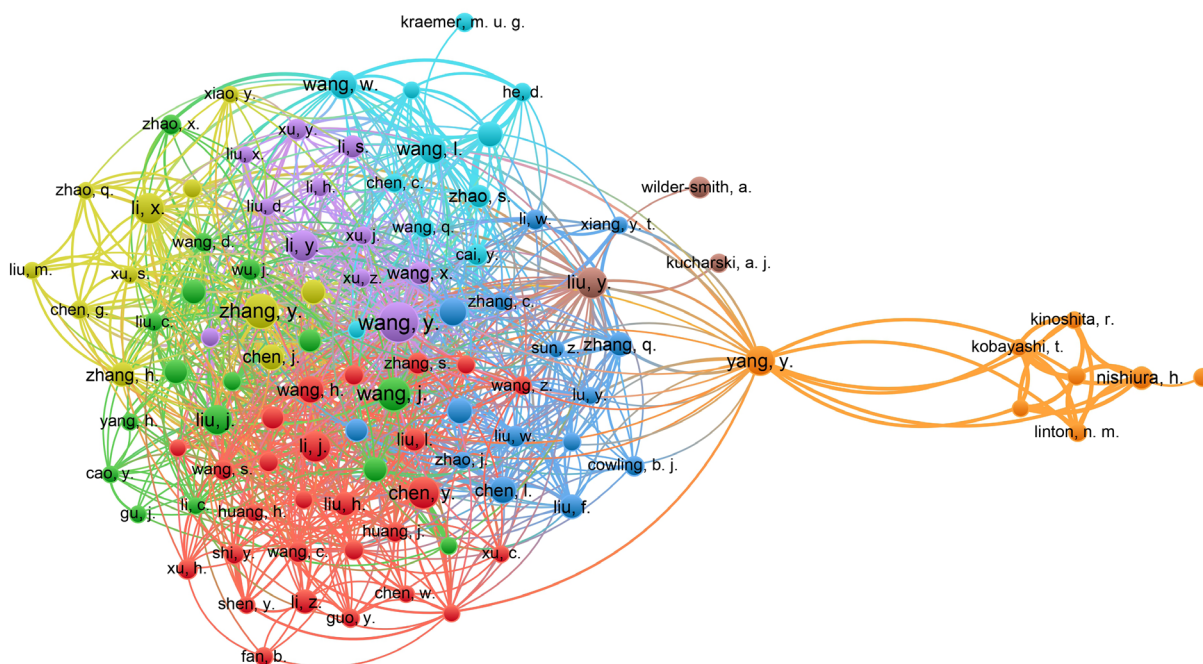 kraemer, m. u. g.
wang, w.
xiao, y.
he, d.
zhao, x.
xu, y.
liu, x.
li, s.
wang, l.
zhao, q.
li, x.
li, h.
chen, c.
zhao, s.
wilder-smith, a.
liu, d.
li, w.
xiang, y. t.
wang, d.
li, y.
xu, j.
wang, q.
cai, y.
liu, m.
xu, s.
wu, j.
xu, z.
wang, x.
liu, y.
kucharski, a. j.
chen, g.
liu, c.
zhang, y.
wang, y.
zhang, c.
kinoshita, r.
chen, j.
zhang, s.
sun, z.
zhang, q.
yang, y.
kobayashi, t.
zhang, h.
wang, h.
wang, j.
wang, z.
lu, y.
nishiura, h.
yang, h.
liu, j.
li, j.
liu, l.
liu, w.
linton, n. m.
cao, y.
wang, s.
zhao, j.
cowling, b. j.
gu, j.
li, c.
huang, h.
liu, h.
chen, y.
chen, l.
liu, f.
huang, j.
xu, h.
shi, y.
wang, c.
xu, c.
shen, y.
li, z.
guo, y.
chen, w.
fan, b.